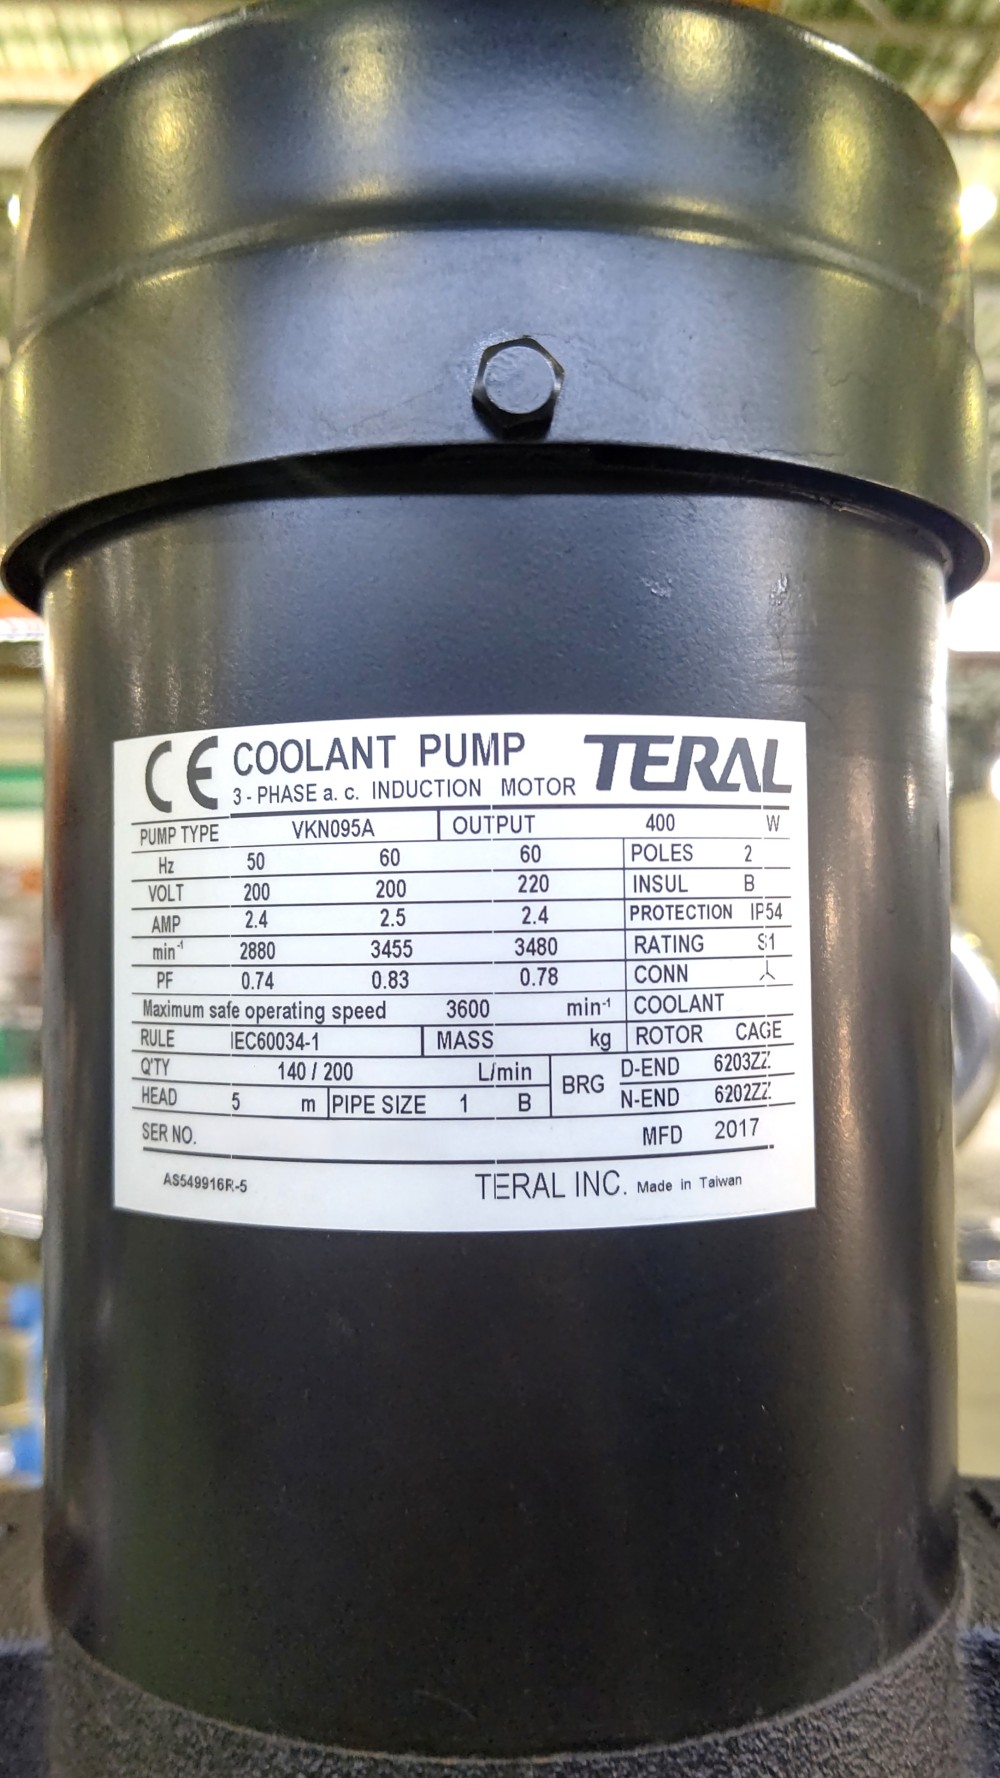 CE COOLANT PUMP TERAL
3 - PHASE a. c. INDUCTION MOTOR
PUMP TYPE VKN095A OUTPUT 400 W
Hz 50 60 60 POLES 2
VOLT 200 200 220 INSUL B
AMP 2.4 2.5 2.4 PROTECTION IP54
min⁻¹ 2880 3455 3480 RATING S1
PF 0.74 0.83 0.78 CONN
Maximum safe operating speed 3600 min⁻¹ COOLANT
RULE IEC60034-1 MASS kg ROTOR CAGE
Q'TY 140 / 200 L/min BRG D-END 6203ZZ
HEAD 5 m PIPE SIZE 1 B N-END 6202ZZ
SER NO. MFD 2017
AS549916R-5 TERAL INC. Made in Taiwan